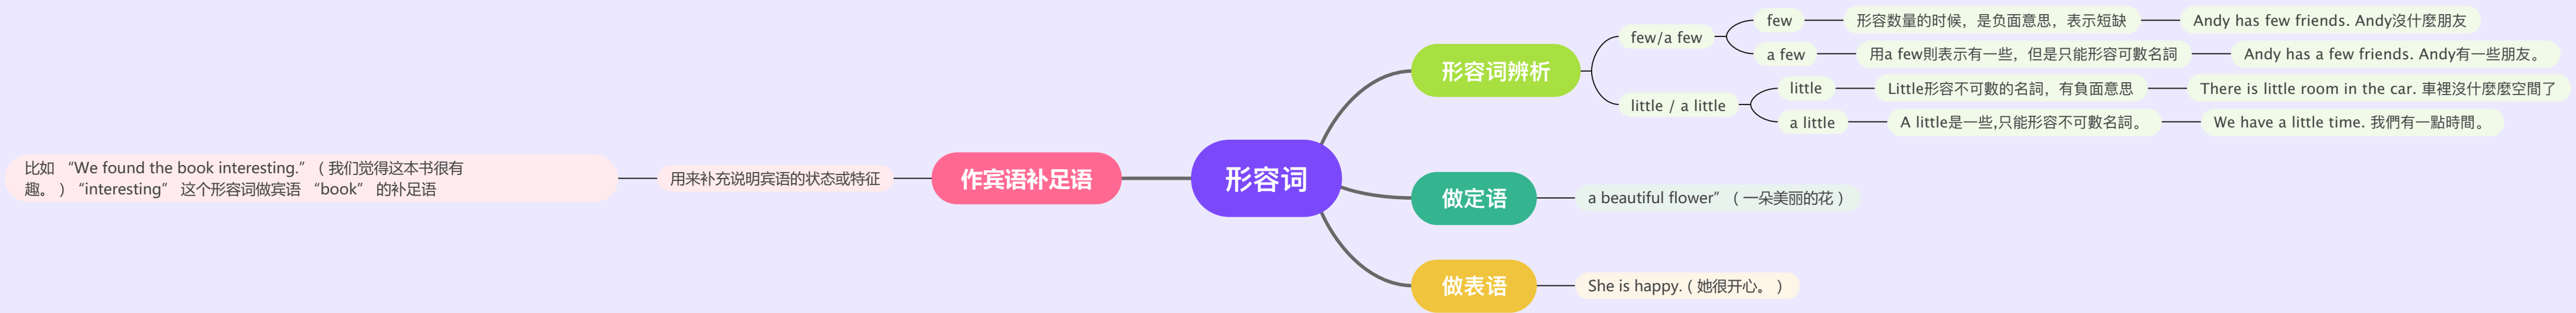 形容词
形容词辨析
few/a few
few
形容数量的时候，是负面意思，表示短缺
Andy has few friends. Andy沒什麼朋友
a few
用a few則表示有一些，但是只能形容可數名詞
Andy has a few friends. Andy有一些朋友。
little / a little
little
Little形容不可數的名詞，有負面意思
There is little room in the car. 車裡沒什麼麼空間了
a little
A little是一些,只能形容不可數名詞。
We have a little time. 我們有一點時間。
做定语
a beautiful flower”（一朵美丽的花）
做表语
She is happy.（她很开心。）
作宾语补足语
用来补充说明宾语的状态或特征
比如 “We found the book interesting.”（我们觉得这本书很有
趣。）“interesting” 这个形容词做宾语 “book” 的补足语